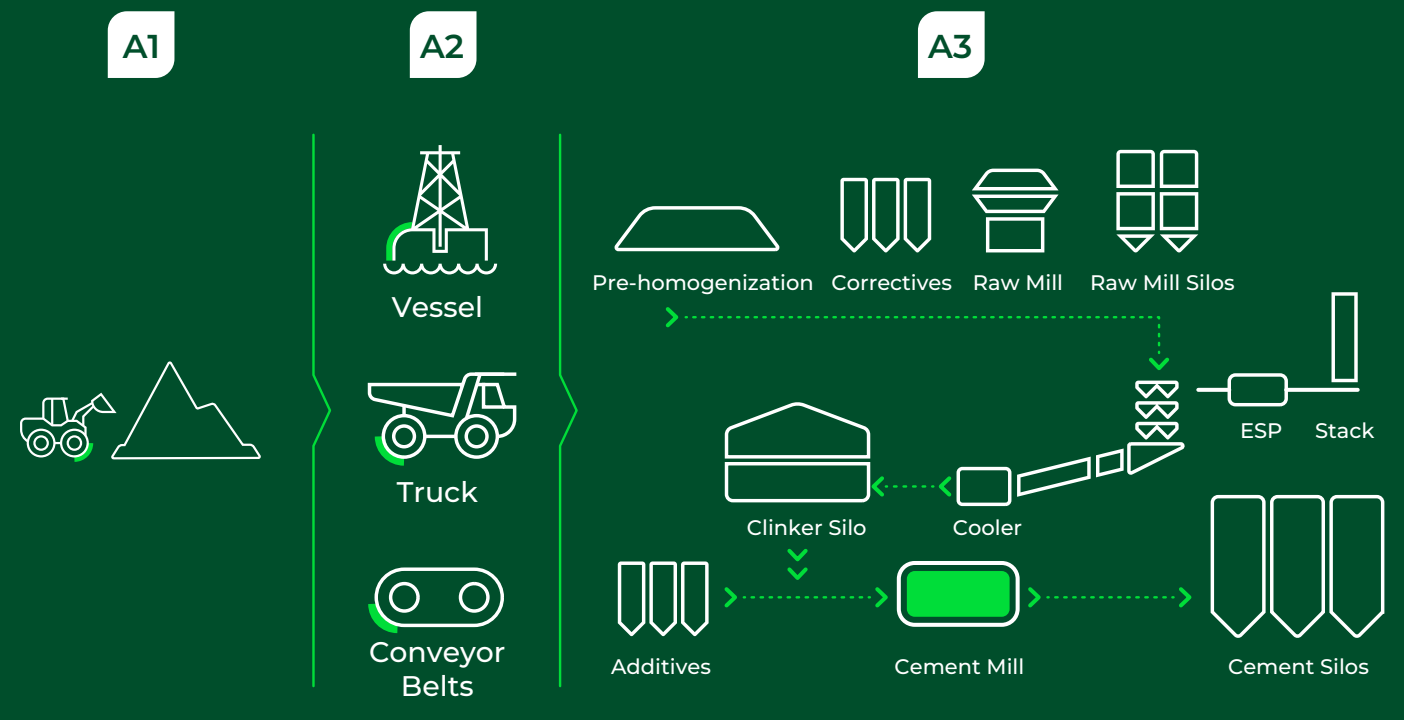 A1
A2
A3
Vessel
Truck
Conveyor
Belts
Pre-homogenization
Correctives
Raw Mill
Raw Mill Silos
ESP
Stack
Clinker Silo
Cooler
Additives
Cement Mill
Cement Silos